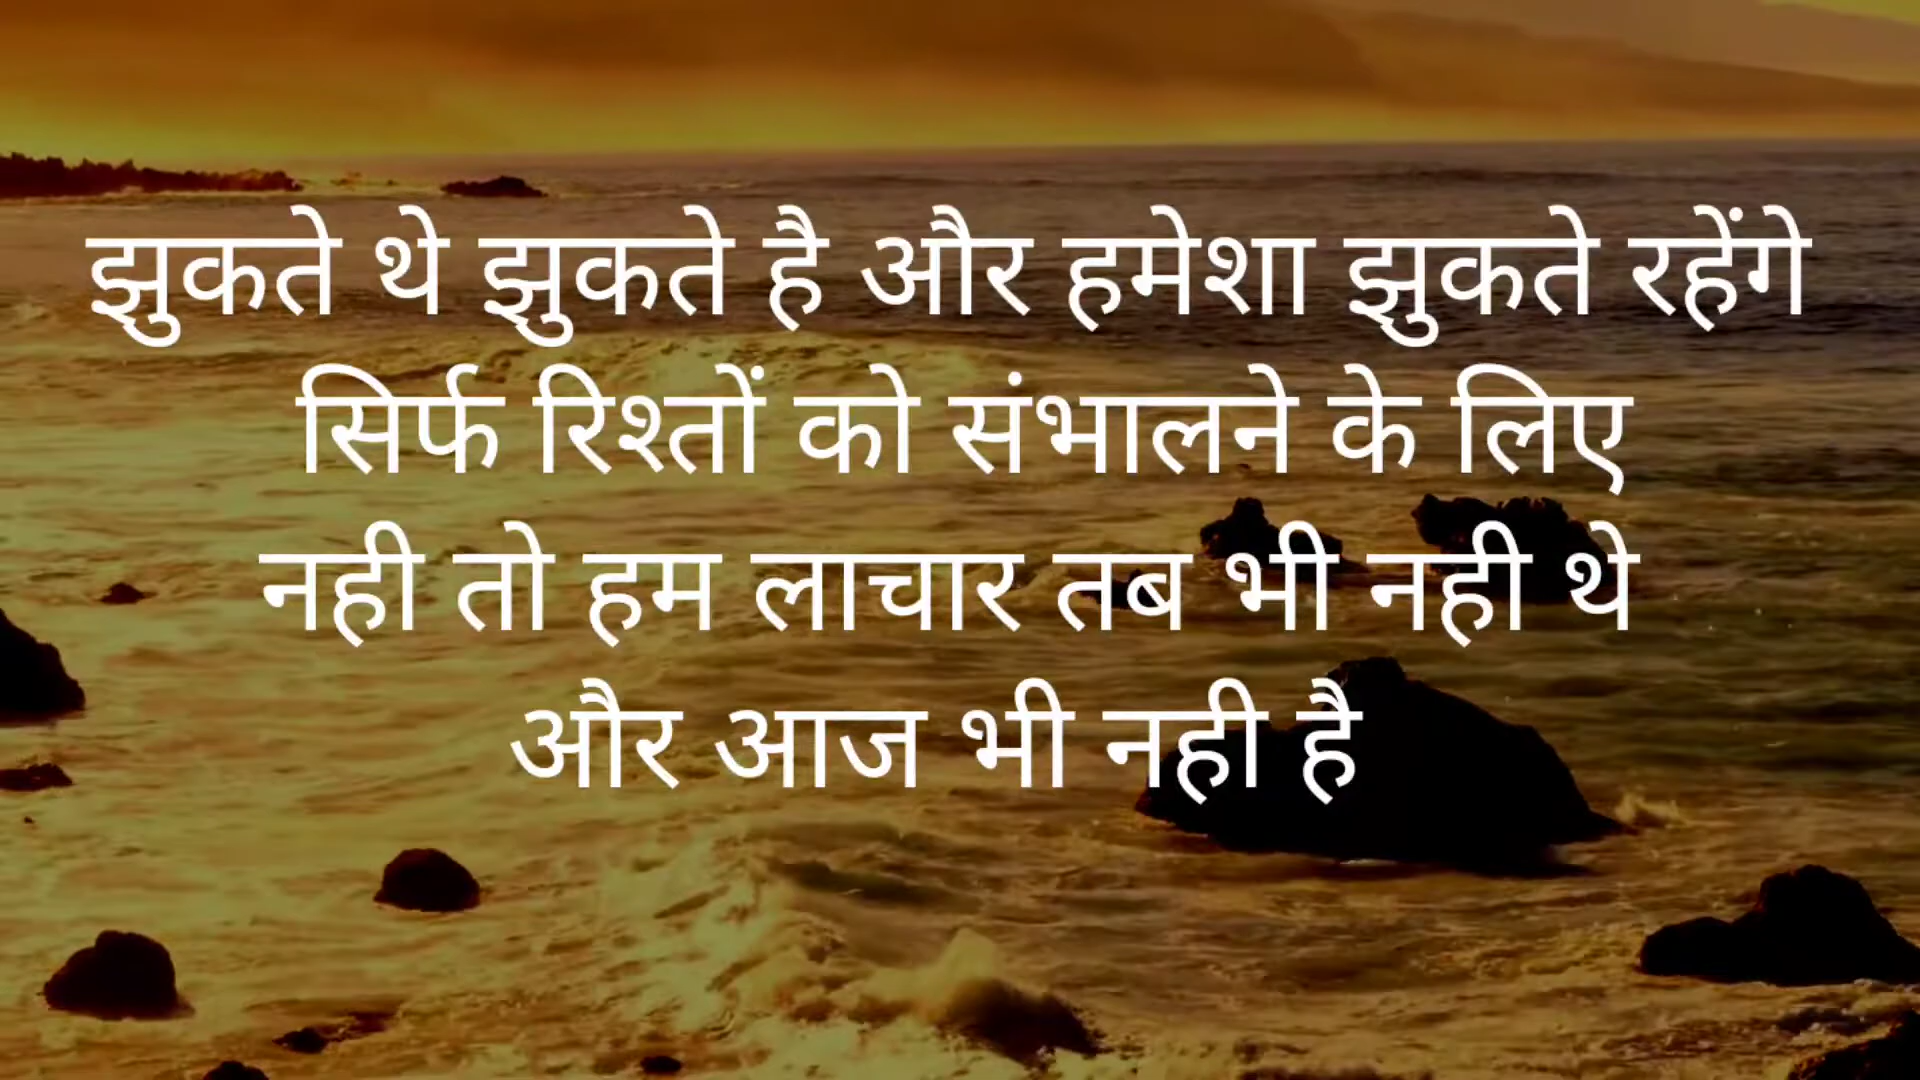 झुकते थे झुकते है और हमेशा झुकते रहेंगे
सिर्फ रिश्तों को संभालने के लिए
नही तो हम लाचार तब भी नही थे
और आज भी नही है